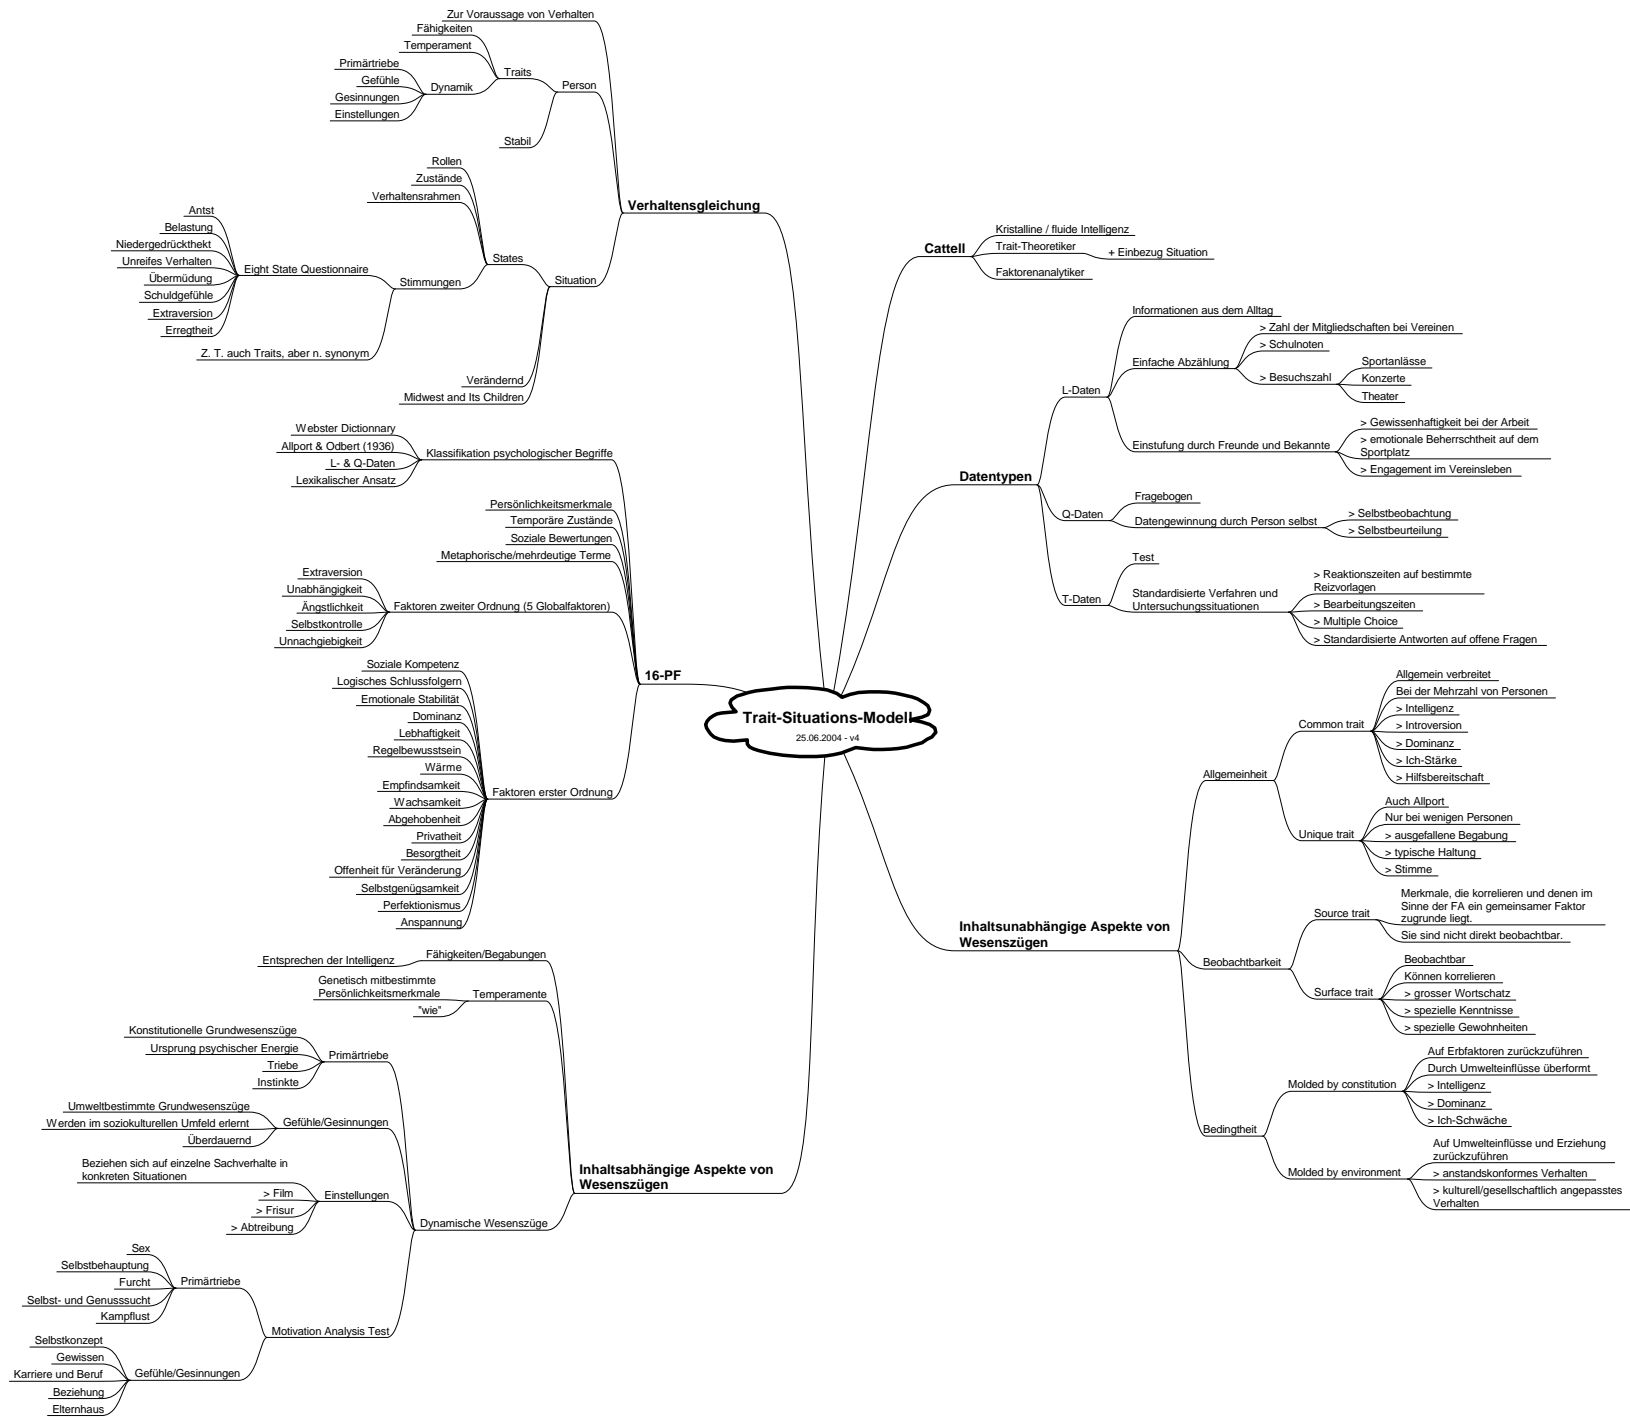 Trait-Situations-Modell
25.06.2004 - v4
Cattell
Kristalline / fluide Intelligenz
Trait-Theoretiker
+ Einbezug Situation
Faktorenanalytiker
Datentypen
L-Daten
Informationen aus dem Alltag
Einfache Abzählung
> Zahl der Mitgliedschaften bei Vereinen
> Schulnoten
> Besuchszahl
Sportanlässe
Konzerte
Theater
Einstufung durch Freunde und Bekannte
> Gewissenhaftigkeit bei der Arbeit
> emotionale Beherrschtheit auf dem
Sportplatz
> Engagement im Vereinsleben
Q-Daten
Fragebogen
Datengewinnung durch Person selbst
> Selbstbeobachtung
> Selbstbeurteilung
T-Daten
Test
Standardisierte Verfahren und
Untersuchungssituationen
> Reaktionszeiten auf bestimmte
Reizvorlagen
> Bearbeitungszeiten
> Multiple Choice
> Standardisierte Antworten auf offene Fragen
Inhaltsunabhängige Aspekte von
Wesenszügen
Allgemeinheit
Common trait
Allgemein verbreitet
Bei der Mehrzahl von Personen
> Intelligenz
> Introversion
> Dominanz
> Ich-Stärke
> Hilfsbereitschaft
Unique trait
Auch Allport
Nur bei wenigen Personen
> ausgefallene Begabung
> typische Haltung
> Stimme
Beobachtbarkeit
Source trait
Merkmale, die korrelieren und denen im
Sinne der FA ein gemeinsamer Faktor
zugrunde liegt.
Sie sind nicht direkt beobachtbar.
Surface trait
Beobachtbar
Können korrelieren
> grosser Wortschatz
> spezielle Kenntnisse
> spezielle Gewohnheiten
Bedingtheit
Molded by constitution
Auf Erbfaktoren zurückzuführen
Durch Umwelteinflüsse überformt
> Intelligenz
> Dominanz
> Ich-Schwäche
Molded by environment
Auf Umwelteinflüsse und Erziehung
zurückzuführen
> anstandskonformes Verhalten
> kulturell/gesellschaftlich angepasstes
Verhalten
Verhaltensgleichung
Zur Voraussage von Verhalten
Person
Traits
Fähigkeiten
Temperament
Dynamik
Primärtriebe
Gefühle
Gesinnungen
Einstellungen
Stabil
Situation
States
Rollen
Zustände
Verhaltensrahmen
Stimmungen
Eight State Questionnaire
Antst
Belastung
Niedergedrückthekt
Unreifes Verhalten
Übermüdung
Schuldgefühle
Extraversion
Erregtheit
Z. T. auch Traits, aber n. synonym
Verändernd
Midwest and Its Children
16-PF
Klassifikation psychologischer Begriffe
Webster Dictionnary
Allport & Odbert (1936)
L- & Q-Daten
Lexikalischer Ansatz
Persönlichkeitsmerkmale
Temporäre Zustände
Soziale Bewertungen
Metaphorische/mehrdeutige Terme
Faktoren zweiter Ordnung (5 Globalfaktoren)
Extraversion
Unabhängigkeit
Ängstlichkeit
Selbstkontrolle
Unnachgiebigkeit
Faktoren erster Ordnung
Soziale Kompetenz
Logisches Schlussfolgern
Emotionale Stabilität
Dominanz
Lebhaftigkeit
Regelbewusstsein
Wärme
Empfindsamkeit
Wachsamkeit
Abgehobenheit
Privatheit
Besorgtheit
Offenheit für Veränderung
Selbstgenügsamkeit
Perfektionismus
Anspannung
Inhaltsabhängige Aspekte von
Wesenszügen
Fähigkeiten/Begabungen
Entsprechen der Intelligenz
Temperamente
Genetisch mitbestimmte
Persönlichkeitsmerkmale
"wie"
Dynamische Wesenszüge
Primärtriebe
Konstitutionelle Grundwesenszüge
Ursprung psychischer Energie
Triebe
Instinkte
Gefühle/Gesinnungen
Umweltbestimmte Grundwesenszüge
Werden im soziokulturellen Umfeld erlernt
Überdauernd
Einstellungen
Beziehen sich auf einzelne Sachverhalte in
konkreten Situationen
> Film
> Frisur
> Abtreibung
Motivation Analysis Test
Primärtriebe
Sex
Selbstbehauptung
Furcht
Selbst- und Genusssucht
Kampflust
Gefühle/Gesinnungen
Selbstkonzept
Gewissen
Karriere und Beruf
Beziehung
Elternhaus